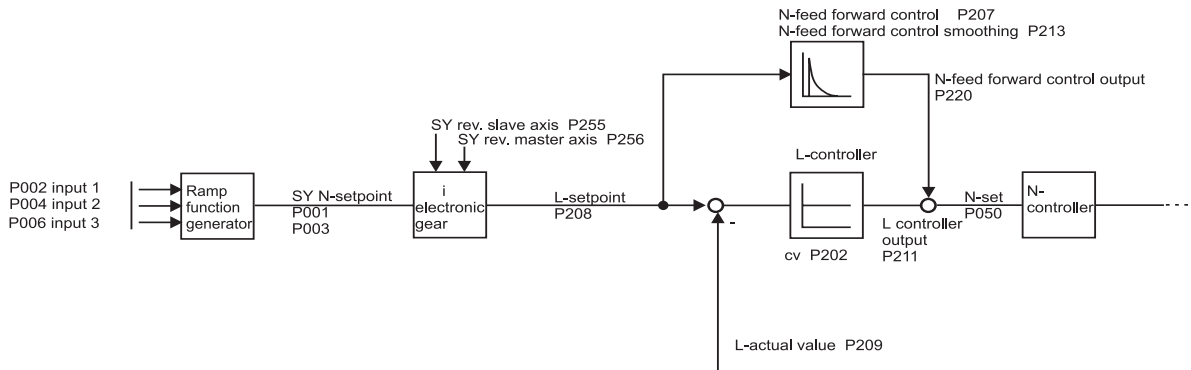 N-feed forward control P207
N-feed forward control smoothing P213
N-feed forward control output
P220
SY rev. slave axis P255
SY rev. master axis P256
L-controller
P002 input 1
P004 input 2
P006 input 3
Ramp
function
generator
SY N-setpoint
P001
P003
i
electronic
gear
L-setpoint
P208
-
cv P202
L controller
output
P211
N-set
P050
N-
controller
L-actual value P209